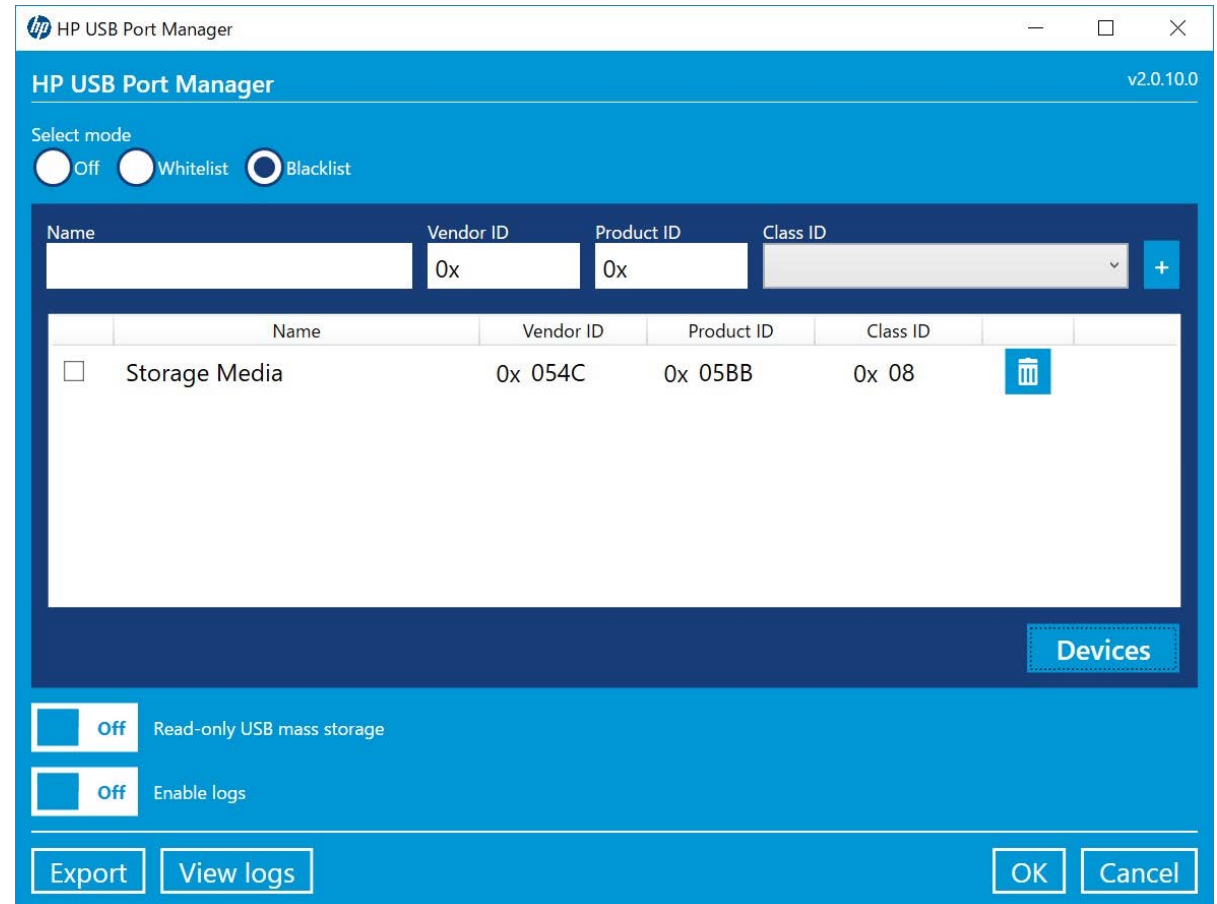 hp HP USB Port Manager
HP USB Port Manager v2.0.10.0
Select mode
Off Whitelist Blacklist
Name Vendor ID Product ID Class ID
0x 0x +
Name Vendor ID Product ID Class ID
Storage Media 0x 054C 0x 05BB 0x 08
Devices
Off Read-only USB mass storage
Off Enable logs
Export View logs OK Cancel